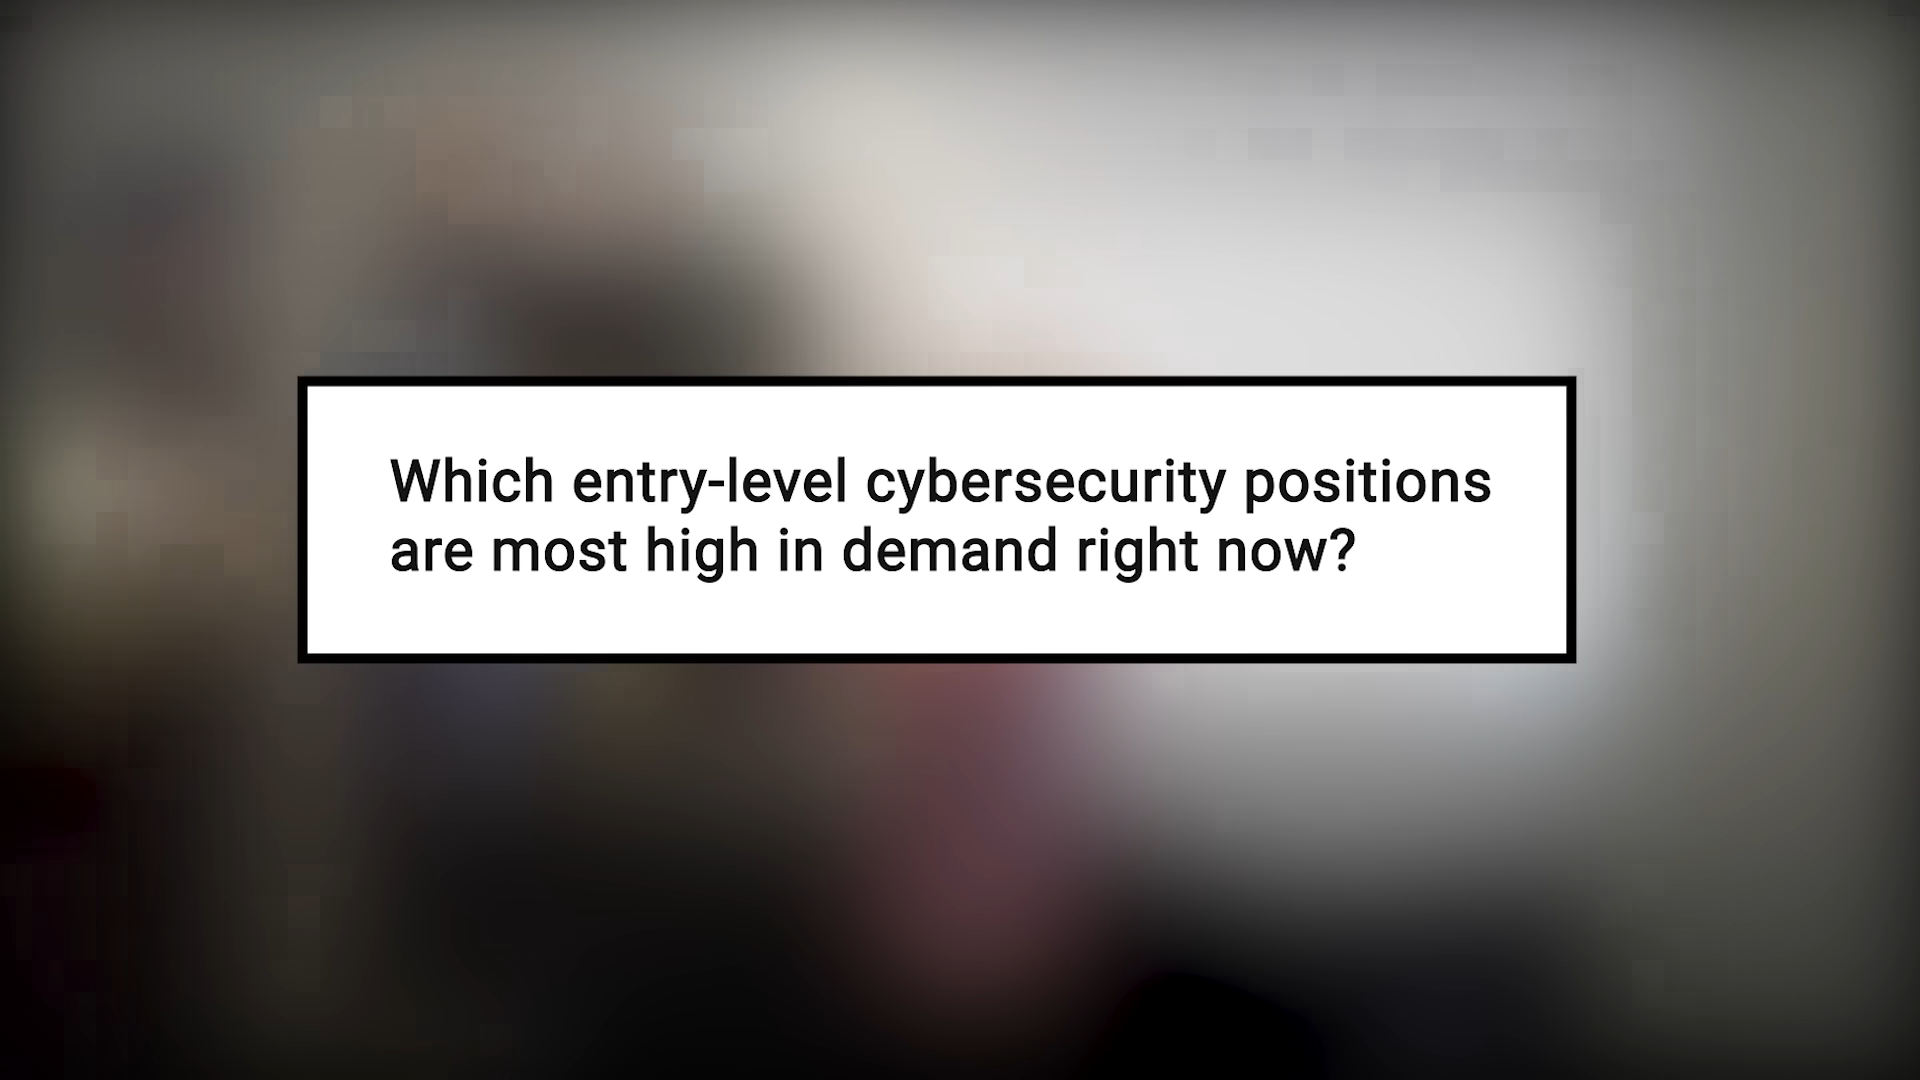 Which entry-level cybersecurity positions
are most high in demand right now?